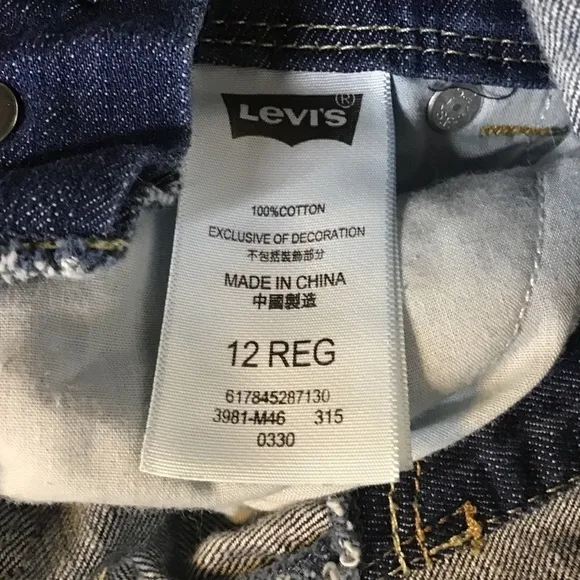 LEVI'S®
100%COTTON
EXCLUSIVE OF DECORATION
不包括裝飾部分
MADE IN CHINA
中國製造
12 REG
617845287130
3981-M46 315
0330